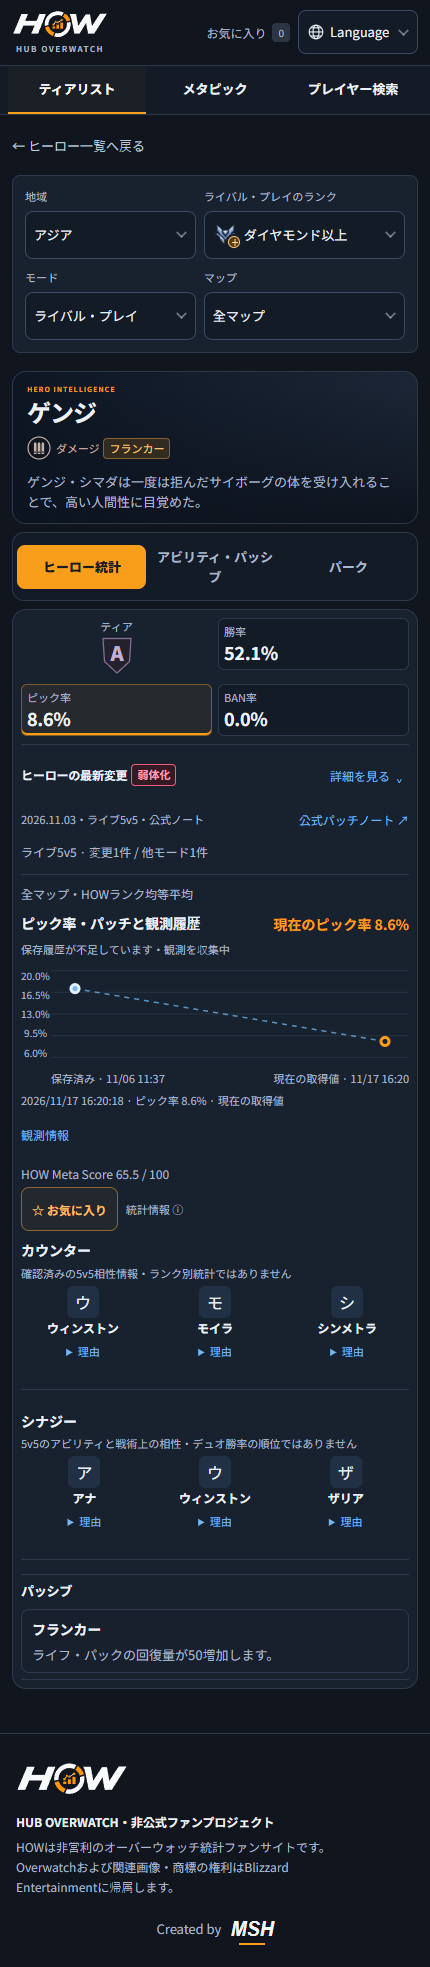 HOW
HUB OVERWATCH
お気に入り 0
Language
ティアリスト
メタピック
プレイヤー検索
← ヒーロー一覧へ戻る
地域
ライバル・プレイのランク
アジア
ダイヤモンド以上
モード
マップ
ライバル・プレイ
全マップ
HERO INTELLIGENCE
ゲンジ
ダメージ フランカー
ゲンジ・シマダは一度は拒んだサイボーグの体を受け入れるこ
とで、高い人間性に目覚めた。
ヒーロー統計
アビリティ・パッシ
ブ
パーク
ティア
A
勝率
52.1%
ピック率
8.6%
BAN率
0.0%
ヒーローの最新変更 弱体化
詳細を見る
2026.11.03・ライブ5v5・公式ノート
公式パッチノート ↗
ライブ5v5 · 変更1件 / 他モード1件
全マップ・HOWランク均等平均
ピック率・パッチと観測履歴
現在のピック率 8.6%
保存履歴が不足しています・観測を収集中
20.0%
16.5%
13.0%
9.5%
6.0%
保存済み · 11/06 11:37
現在の取得値 · 11/17 16:20
2026/11/17 16:20:18 · ピック率 8.6% · 現在の取得値
観測情報
HOW Meta Score 65.5 / 100
☆ お気に入り
統計情報 ⓘ
カウンター
確認済みの5v5相性情報・ランク別統計ではありません
ウ
モ
シ
ウィンストン
モイラ
シンメトラ
▶ 理由
▶ 理由
▶ 理由
シナジー
5v5のアビリティと戦術上の相性・デュオ勝率の順位ではありません
ア
ウ
ザ
アナ
ウィンストン
ザリア
▶ 理由
▶ 理由
▶ 理由
パッシブ
フランカー
ライフ・パックの回復量が50増加します。
HOW
HUB OVERWATCH・非公式ファンプロジェクト
HOWは非営利のオーバーウォッチ統計ファンサイトです。
Overwatchおよび関連画像・商標の権利はBlizzard
Entertainmentに帰属します。
Created by MSH